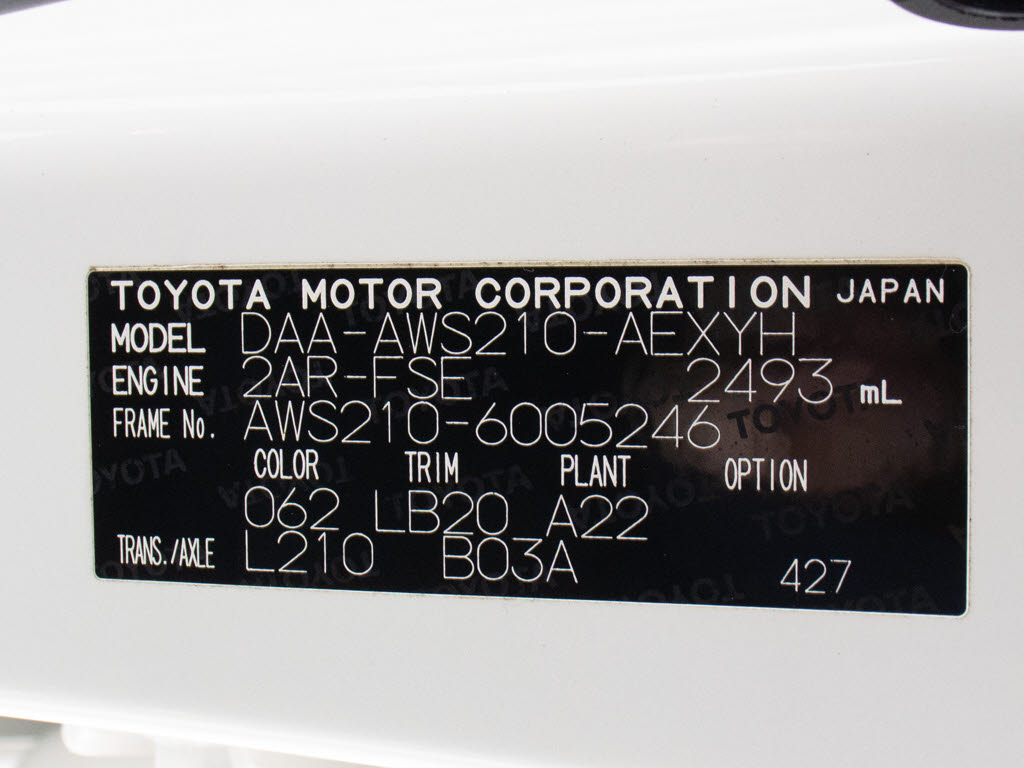 TOYOTA MOTOR CORPORATION JAPAN
MODEL DAA-AWS210-AEXYH
ENGINE 2AR-FSE 2493 mL
FRAME No. AWS210-6005246
COLOR TRIM PLANT OPTION
062 LB20 A22
TRANS./AXLE L210 B03A 427